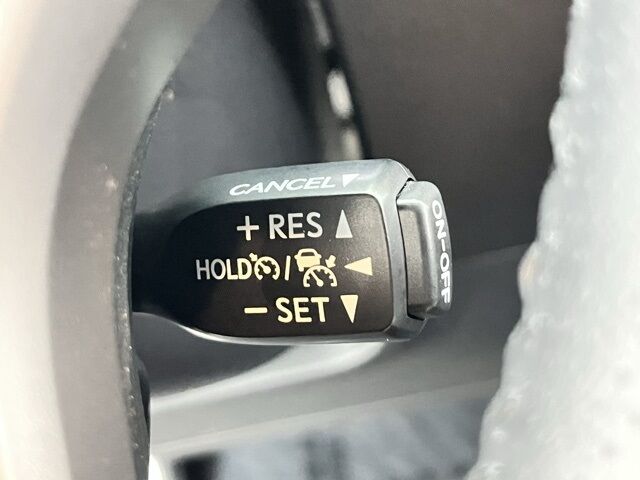 CANCEL
+ RES
HOLD /
- SET
ON-OFF